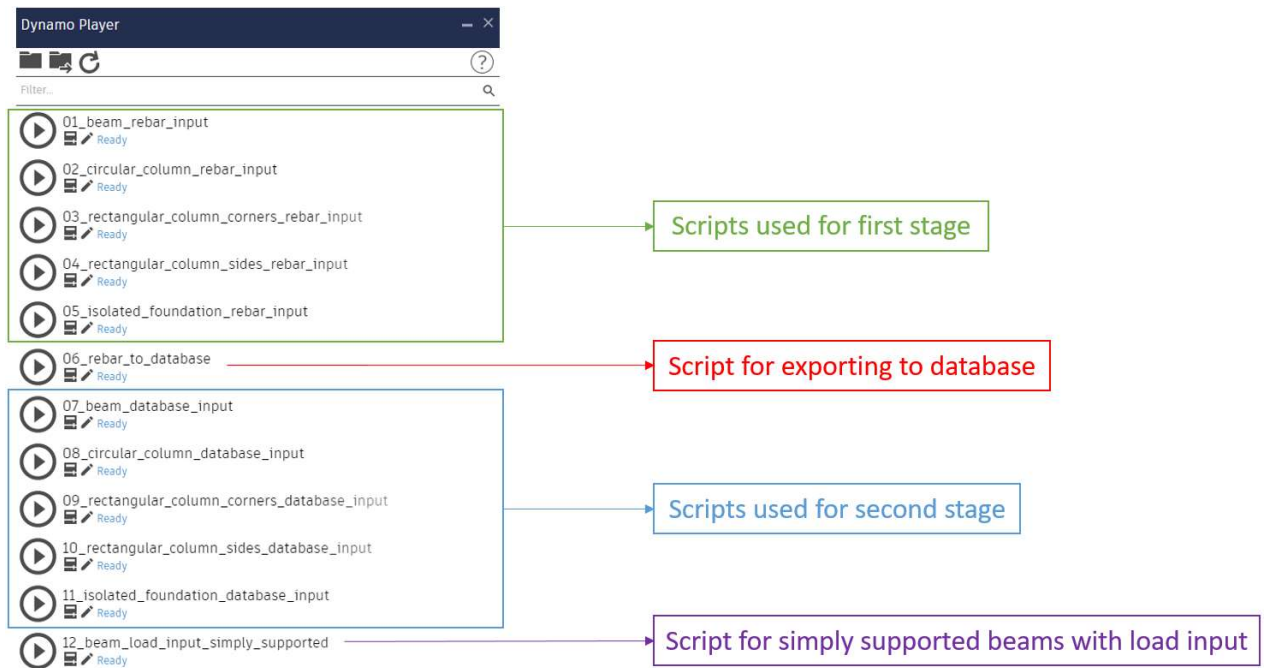 Dynamo Player
Filter...
01_beam_rebar_input
Ready
02_circular_column_rebar_input
Ready
03_rectangular_column_corners_rebar_input
Ready
04_rectangular_column_sides_rebar_input
Ready
05_isolated_foundation_rebar_input
Ready
06_rebar_to_database
Ready
07_beam_database_input
Ready
08_circular_column_database_input
Ready
09_rectangular_column_corners_database_input
Ready
10_rectangular_column_sides_database_input
Ready
11_isolated_foundation_database_input
Ready
12_beam_load_input_simply_supported
Ready
Scripts used for first stage
Script for exporting to database
Scripts used for second stage
Script for simply supported beams with load input